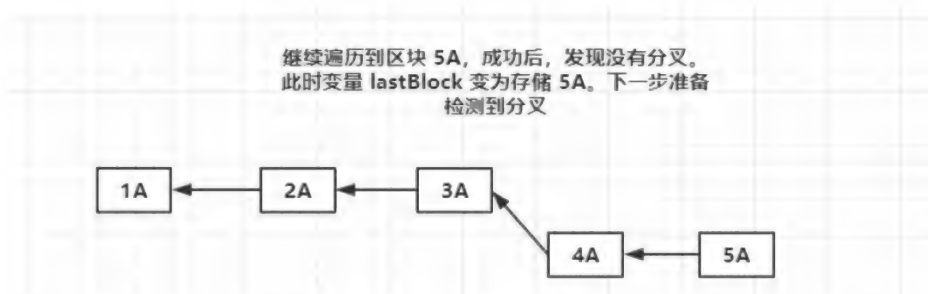 继续遍历到区块 5A，成功后，发现没有分叉。
此时变量 lastBlock 变为存储 5A。下一步准备
检测到分叉
1A
2A
3A
4A
5A